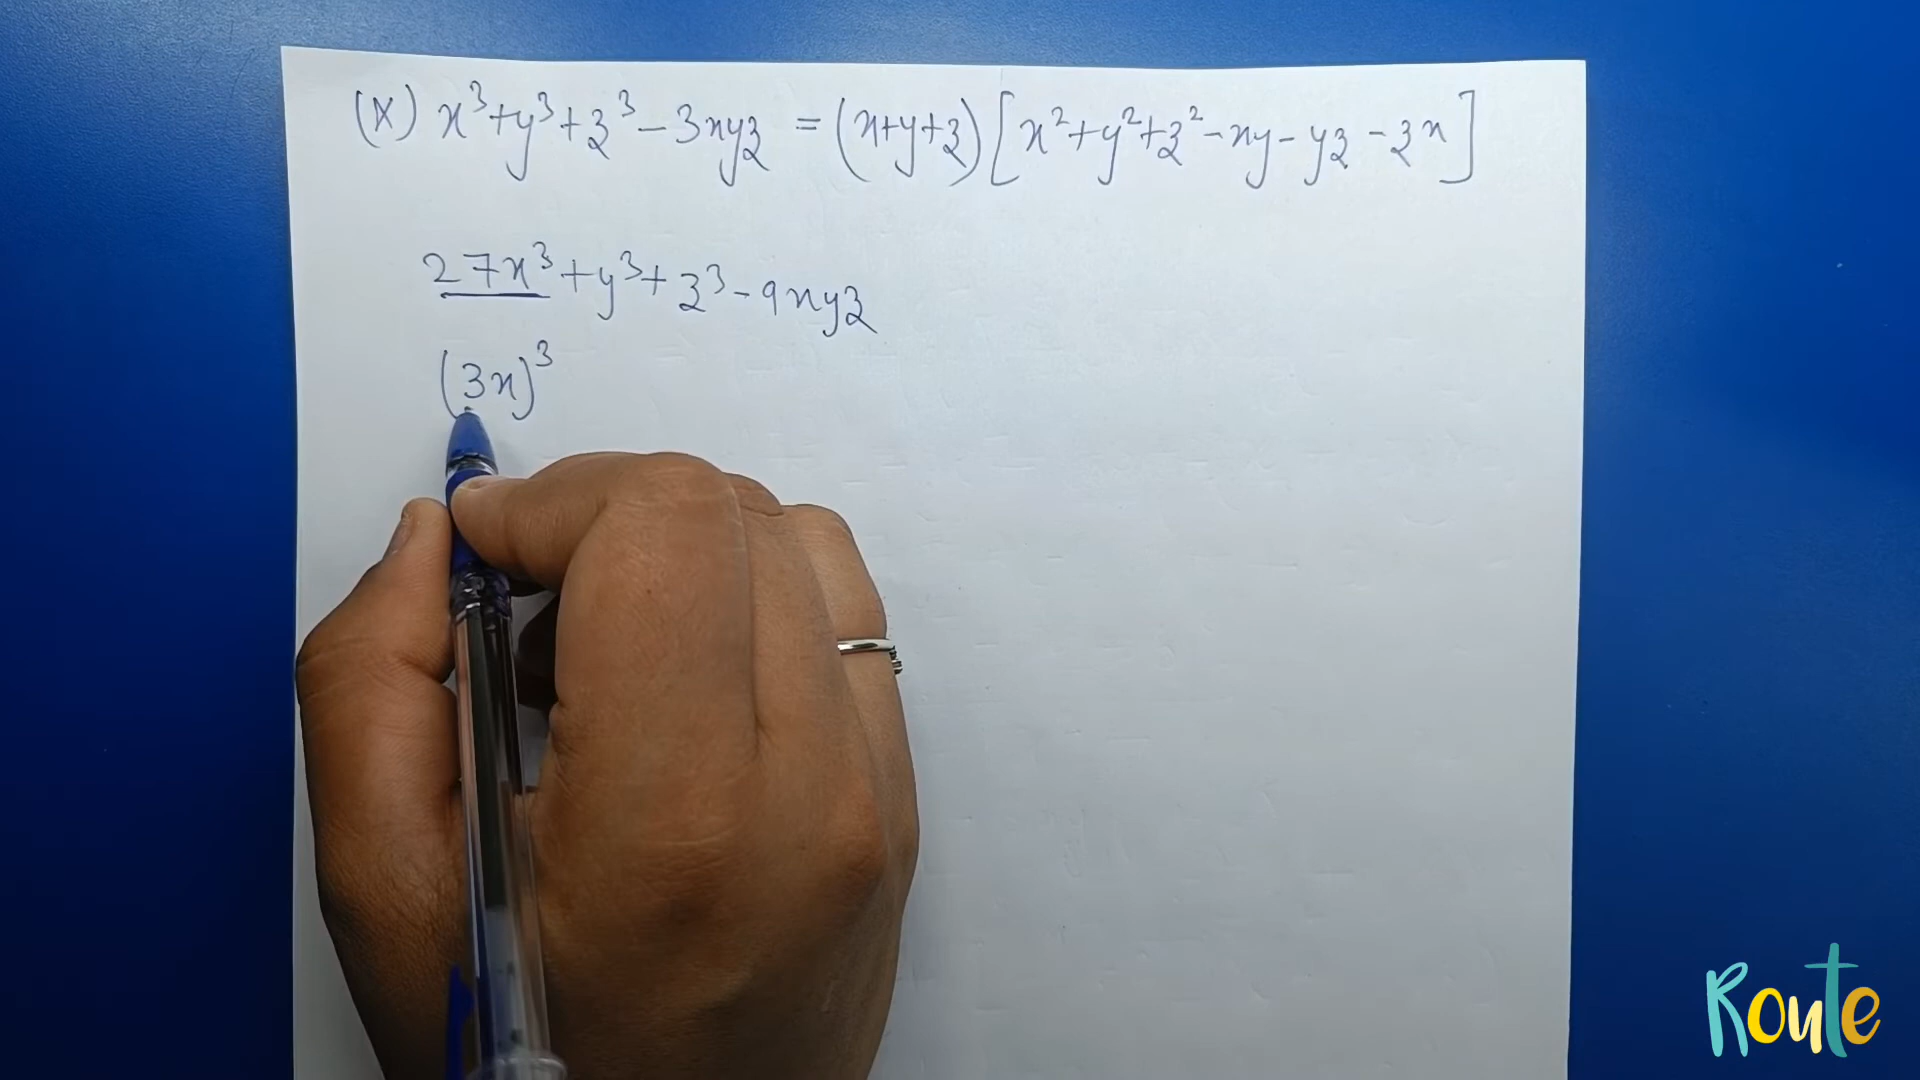 (X) x³+y³+z³-3xyz = (x+y+z)[x²+y²+z²-xy-yz-zx]
27x³+y³+z³-9xyz
(3x)³
Route